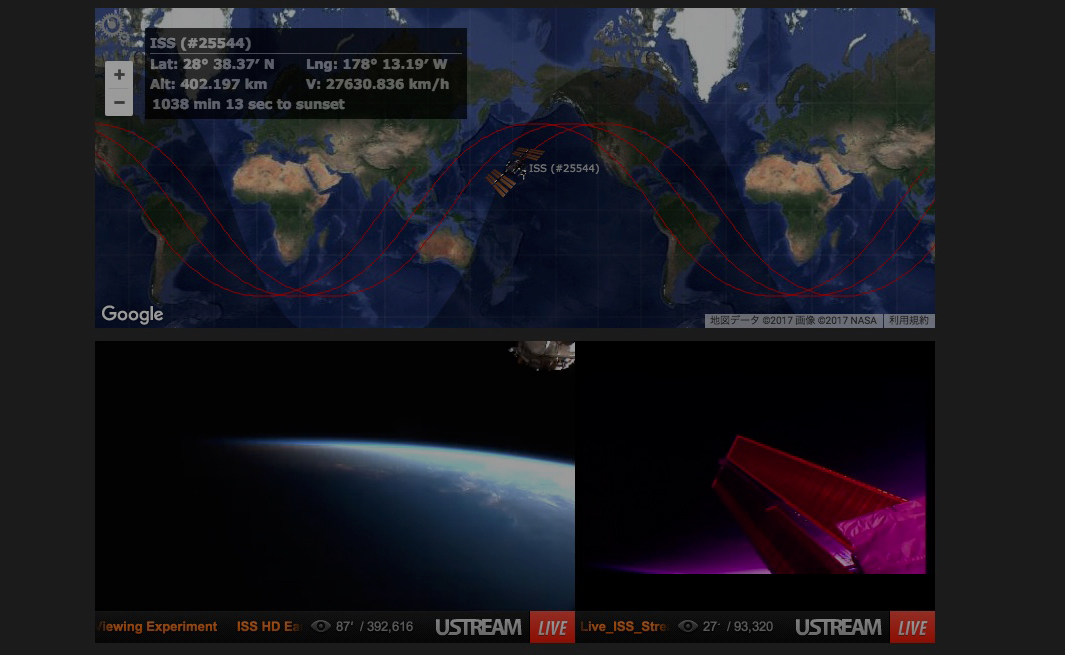 ISS (#25544)
Lat: 28° 38.37′ N Lng: 178° 13.19′ W
Alt: 402.197 km V: 27630.836 km/h
1038 min 13 sec to sunset
+
−
ISS (#25544)
Google
地図データ ©2017 画像 ©2017 NASA 利用規約
Viewing Experiment ISS HD Ea 87 / 392,616 USTREAM LIVE
Live_ISS_Stre 27 / 93,320 USTREAM LIVE